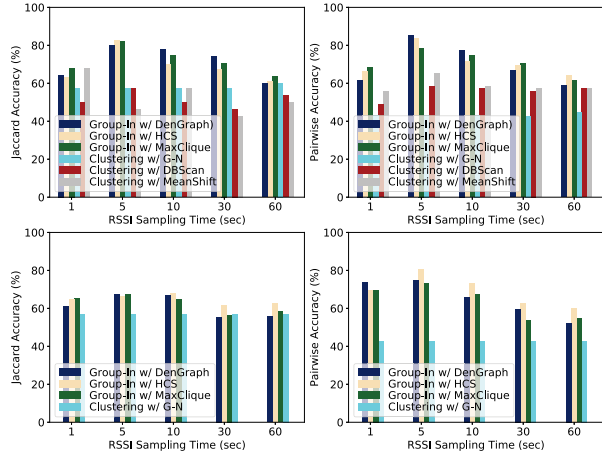 100
80
60
40
20
0
Jaccard Accuracy (%)
Group-In w/ DenGraph)
Group-In w/ HCS
Group-In w/ MaxClique
Clustering w/ G-N
Clustering w/ DBScan
Clustering w/ MeanShift
1 5 10 30 60
RSSI Sampling Time (sec)
100
80
60
40
20
0
Pairwise Accuracy (%)
Group-In w/ DenGraph)
Group-In w/ HCS
Group-In w/ MaxClique
Clustering w/ G-N
Clustering w/ DBScan
Clustering w/ MeanShift
1 5 10 30 60
RSSI Sampling Time (sec)
100
80
60
40
20
0
Jaccard Accuracy (%)
Group-In w/ DenGraph
Group-In w/ HCS
Group-In w/ MaxClique
Clustering w/ G-N
1 5 10 30 60
RSSI Sampling Time (sec)
100
80
60
40
20
0
Pairwise Accuracy (%)
Group-In w/ DenGraph
Group-In w/ HCS
Group-In w/ MaxClique
Clustering w/ G-N
1 5 10 30 60
RSSI Sampling Time (sec)